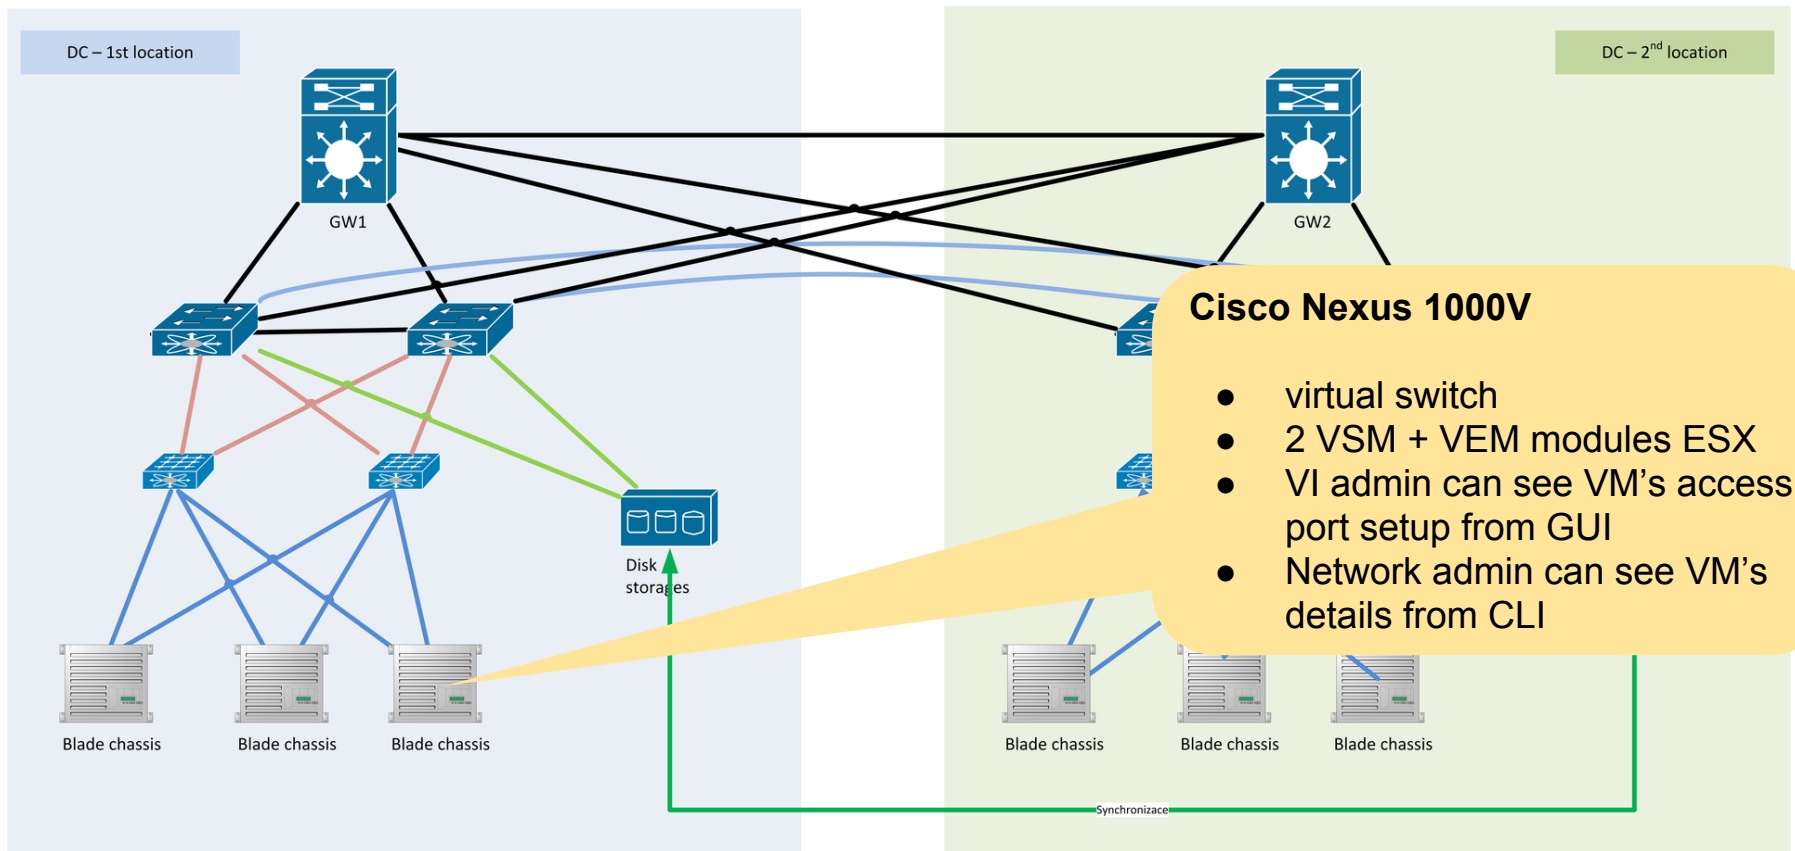 DC – 1st location
DC – 2nd location
GW1
GW2
Cisco Nexus 1000V
● virtual switch
● 2 VSM + VEM modules ESX
● VI admin can see VM’s access
port setup from GUI
● Network admin can see VM’s
details from CLI
Disk
storages
Blade chassis
Blade chassis
Blade chassis
Blade chassis
Blade chassis
Blade chassis
Synchronizace